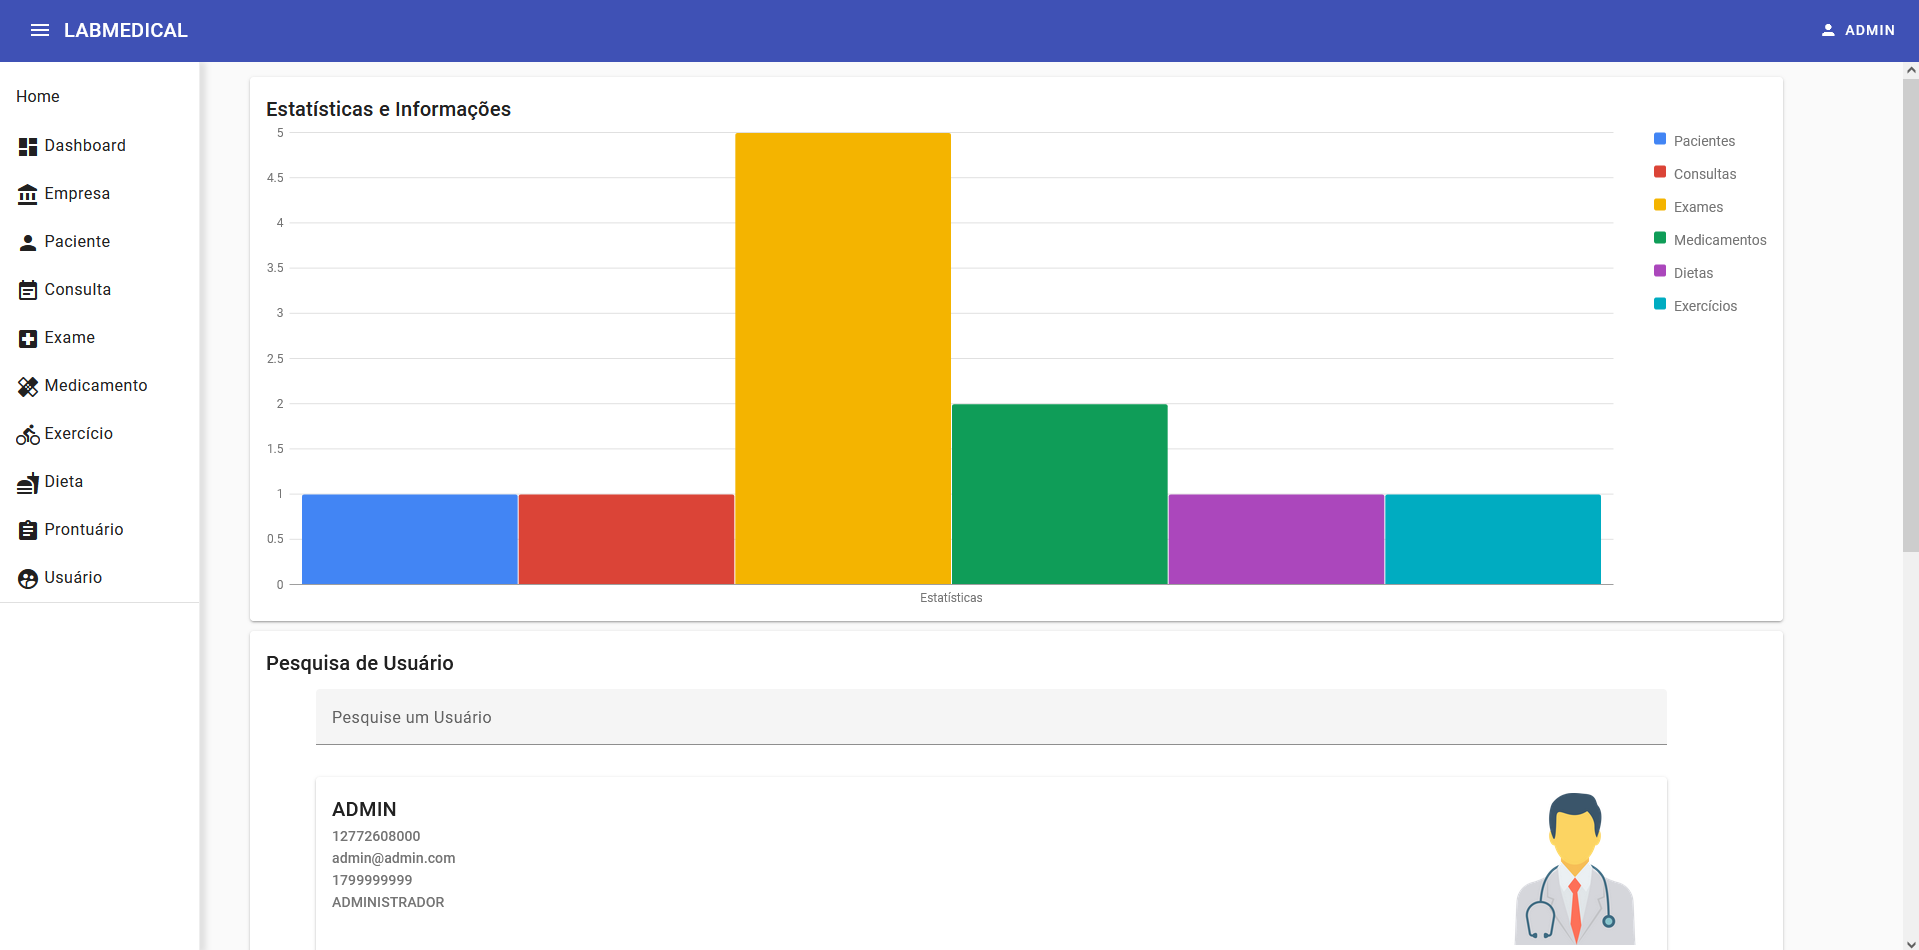 LABMEDICAL
ADMIN
Home
Dashboard
Empresa
Paciente
Consulta
Exame
Medicamento
Exercício
Dieta
Prontuário
Usuário
Estatísticas e Informações
5
4.5
4
3.5
3
2.5
2
1.5
1
0.5
0
Estatísticas
Pacientes
Consultas
Exames
Medicamentos
Dietas
Exercícios
Pesquisa de Usuário
Pesquise um Usuário
ADMIN
12772608000
admin@admin.com
1799999999
ADMINISTRADOR